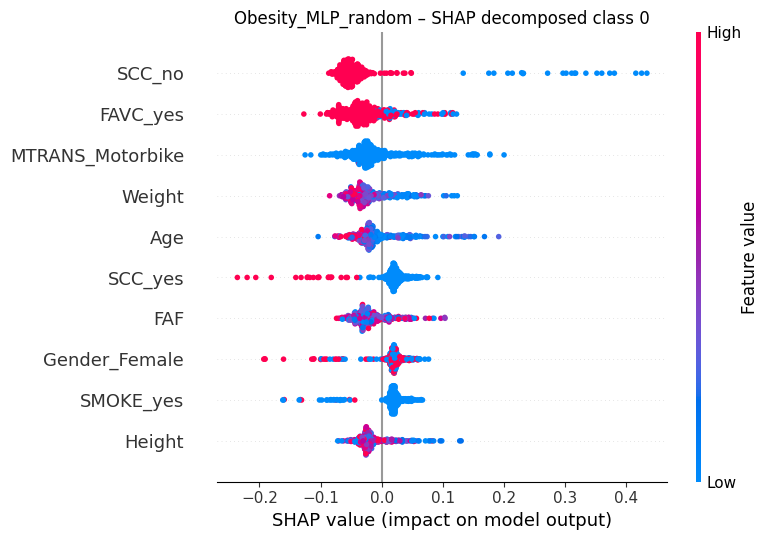 Obesity_MLP_random – SHAP decomposed class 0
High
SCC_no
FAVC_yes
MTRANS_Motorbike
Weight
Age
SCC_yes
FAF
Gender_Female
SMOKE_yes
Height
Feature value
Low
−0.2 −0.1 0.0 0.1 0.2 0.3 0.4
SHAP value (impact on model output)